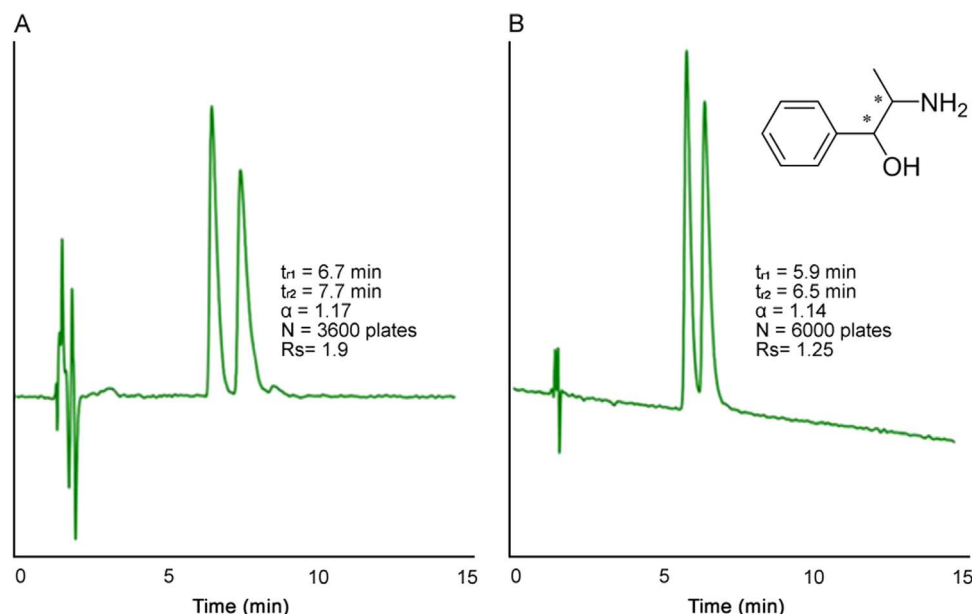 A
tr1 = 6.7 min
tr2 = 7.7 min
α = 1.17
N = 3600 plates
Rs= 1.9
0 5 10 15
Time (min)
B
* *
NH2
OH
tr1 = 5.9 min
tr2 = 6.5 min
α = 1.14
N = 6000 plates
Rs= 1.25
0 5 10 15
Time (min)